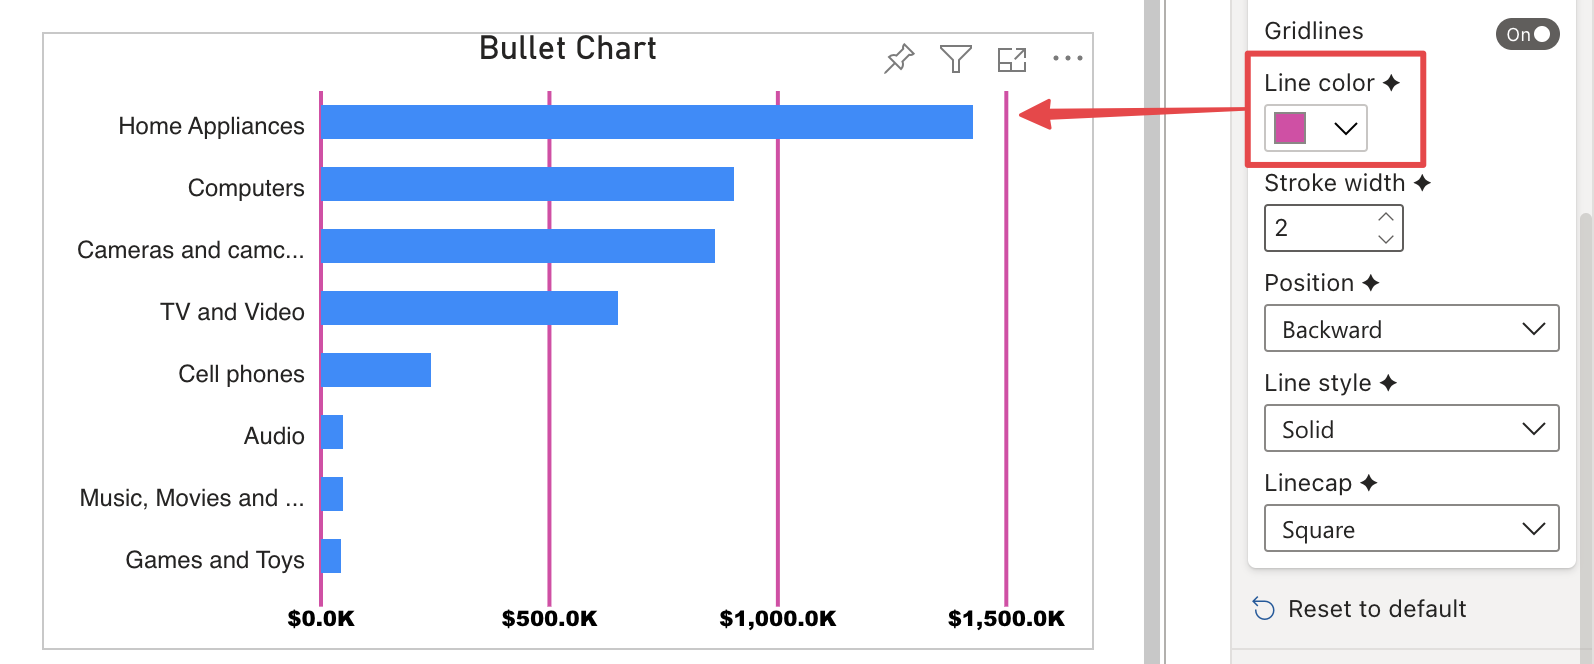 Bullet Chart
Home Appliances
Computers
Cameras and camc...
TV and Video
Cell phones
Audio
Music, Movies and ...
Games and Toys
$0.0K $500.0K $1,000.0K $1,500.0K
Gridlines
On
Line color
Stroke width
2
Position
Backward
Line style
Solid
Linecap
Square
Reset to default